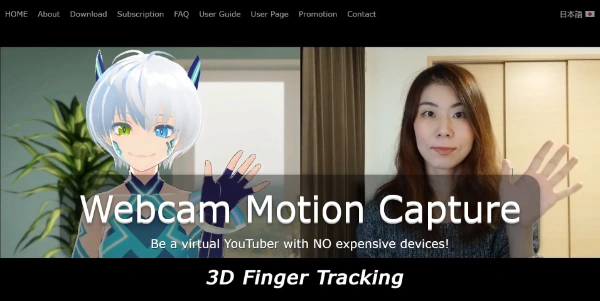 HOME About Download Subscription FAQ User Guide User Page Promotion Contact 日本語
Webcam Motion Capture
Be a virtual YouTuber with NO expensive devices!
3D Finger Tracking